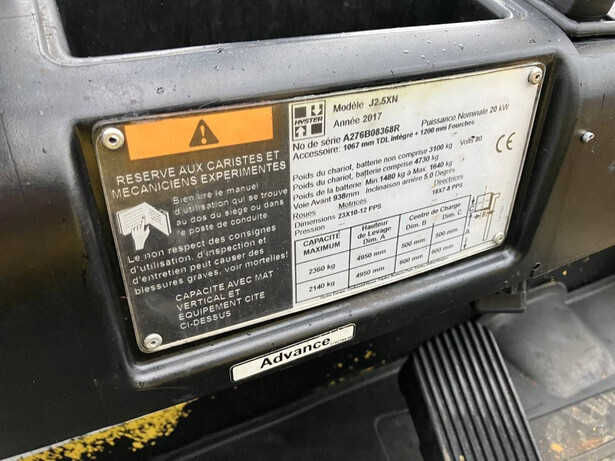 HYSTER
Modèle J2.5XN
Année 2017
Puissance Nominale 20 kW
No de série A276B08368R
Accessoire: 1067 mm TDL intégré + 1200 mm Fourches
Poids du chariot, batterie non comprise 3100 kg
Volts 80
Poids du chariot, batterie comprise 4730 kg
Poids de la batterie: Min.1480 kg à Max. 1640 kg
Voie Avant 938mm Inclinaison arrière 5.0 Degrés
Roues Motrices Directrices
Dimensions 23X10-12 PPS 18X7-8 PPS
Pression
CE
CAPACITÉ MAXIMUM
Hauteur de Levage Dim. A
Centre de Charge
Dim. B Dim. C
2360 kg 4950 mm 500 mm 500 mm
2140 kg 4950 mm 600 mm 600 mm
A
B
RESERVE AUX CARISTES ET
MECANICIENS EXPERIMENTES
Bien lire le manuel
d'utilisation qui se trouve
au dos du siège ou dans
le poste de conduite.
Le non respect des consignes
d'utilisation, d'inspection et
d'entretien peut causer des
blessures graves, voir mortelles!
CAPACITE AVEC MAT
VERTICAL ET
EQUIPEMENT CITE
CI-DESSUS
Advance